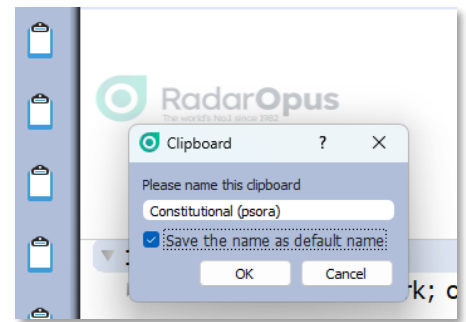 RadarOpus
The world's No.1 since 1982
Clipboard ? X
Please name this clipboard
Constitutional (psora)
Save the name as default name
OK Cancel